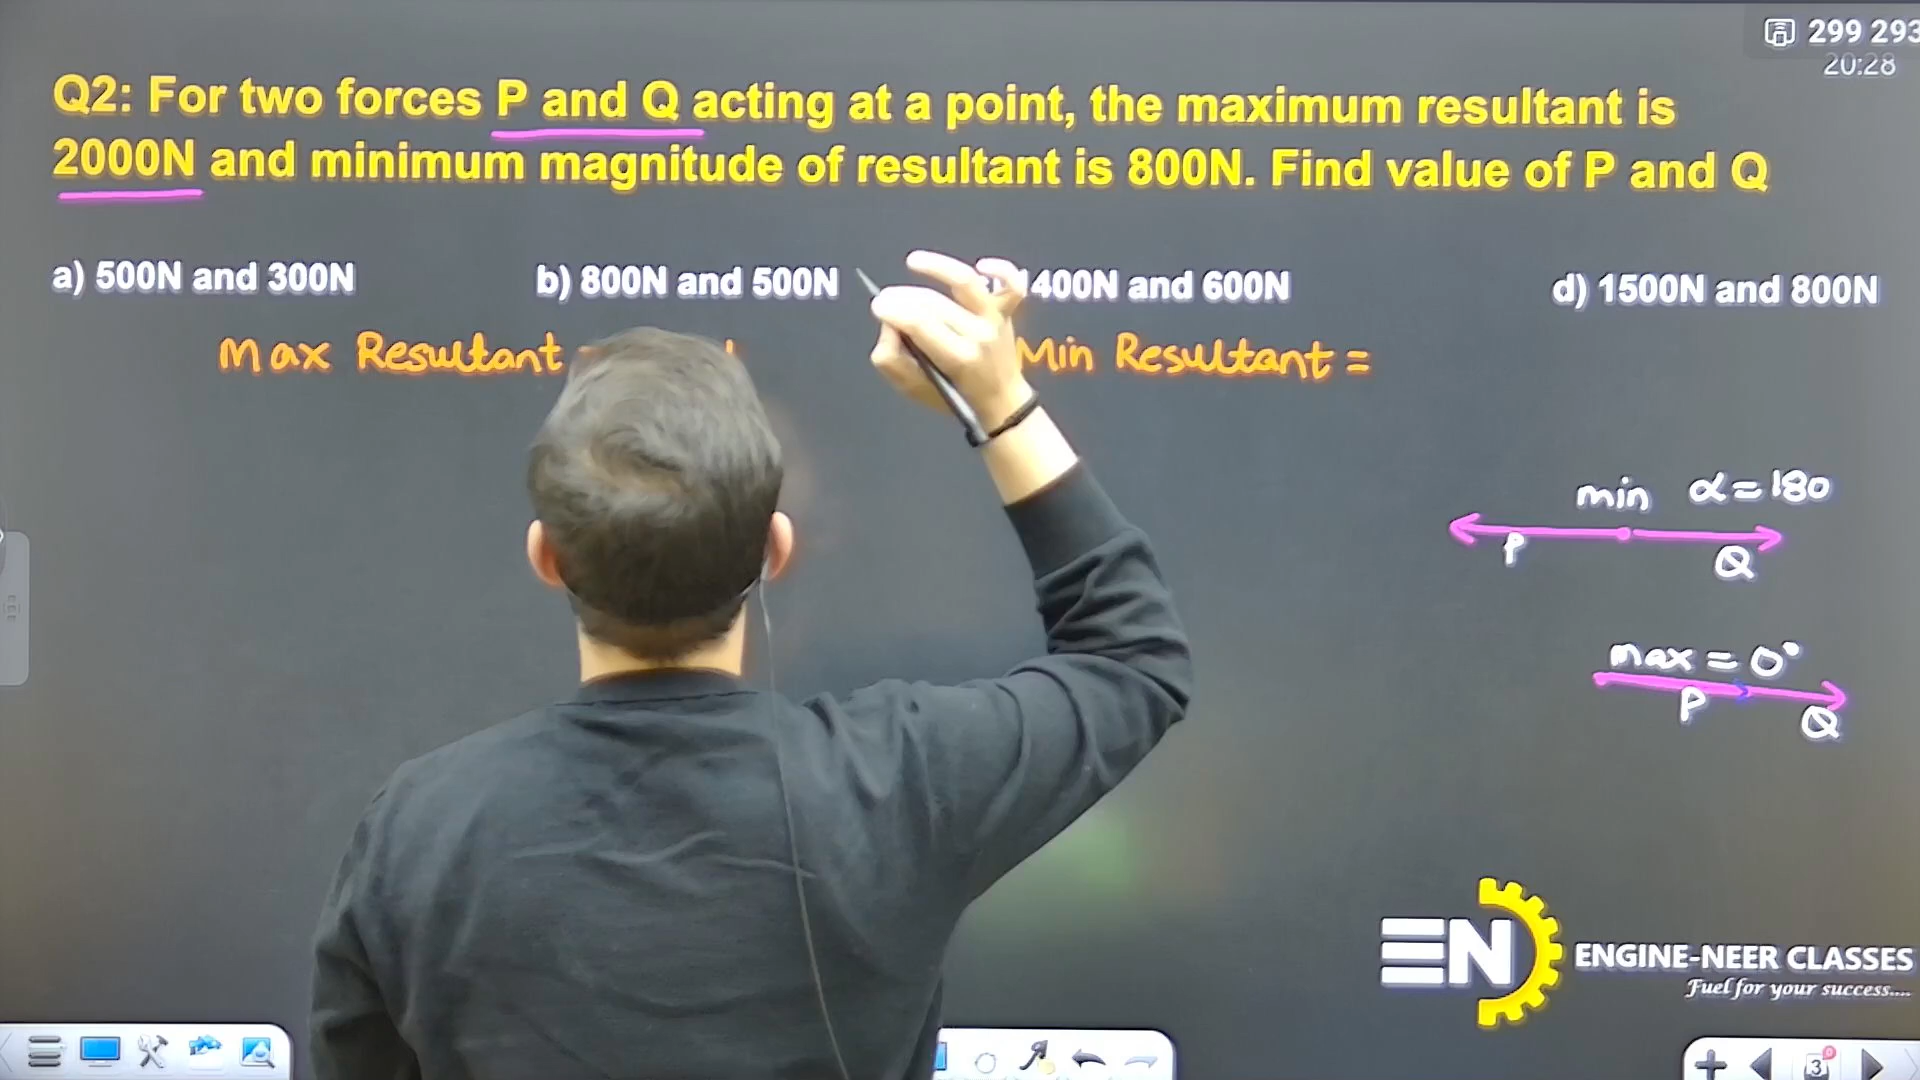 299 293
20:28
Q2: For two forces P and Q acting at a point, the maximum resultant is
2000N and minimum magnitude of resultant is 800N. Find value of P and Q
a) 500N and 300N b) 800N and 500N 1400N and 600N d) 1500N and 800N
Max Resultant Min Resultant =
min α=180
P Q
max = 0°
P Q
EN ENGINE-NEER CLASSES
Fuel for your success....
3